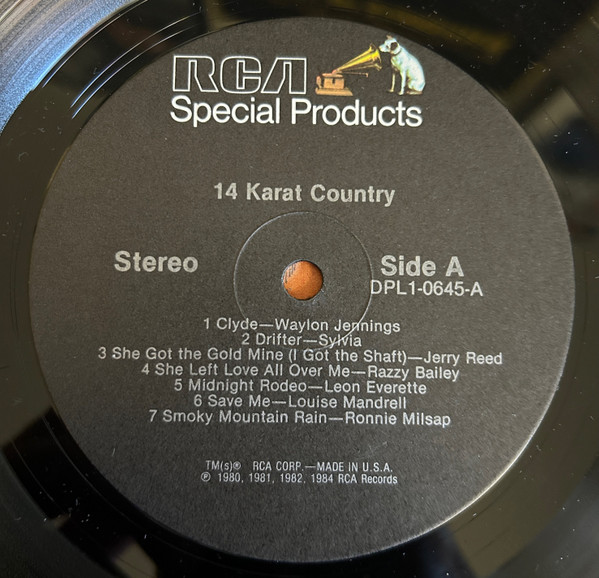 RCA
Special Products
14 Karat Country
Stereo
Side A
DPL1-0645-A
1 Clyde—Waylon Jennings
2 Drifter—Sylvia
3 She Got the Gold Mine (I Got the Shaft)—Jerry Reed
4 She Left Love All Over Me—Razzy Bailey
5 Midnight Rodeo—Leon Everette
6 Save Me—Louise Mandrell
7 Smoky Mountain Rain—Ronnie Milsap
TM(s)® RCA CORP.—MADE IN U.S.A.
℗ 1980, 1981, 1982, 1984 RCA Records